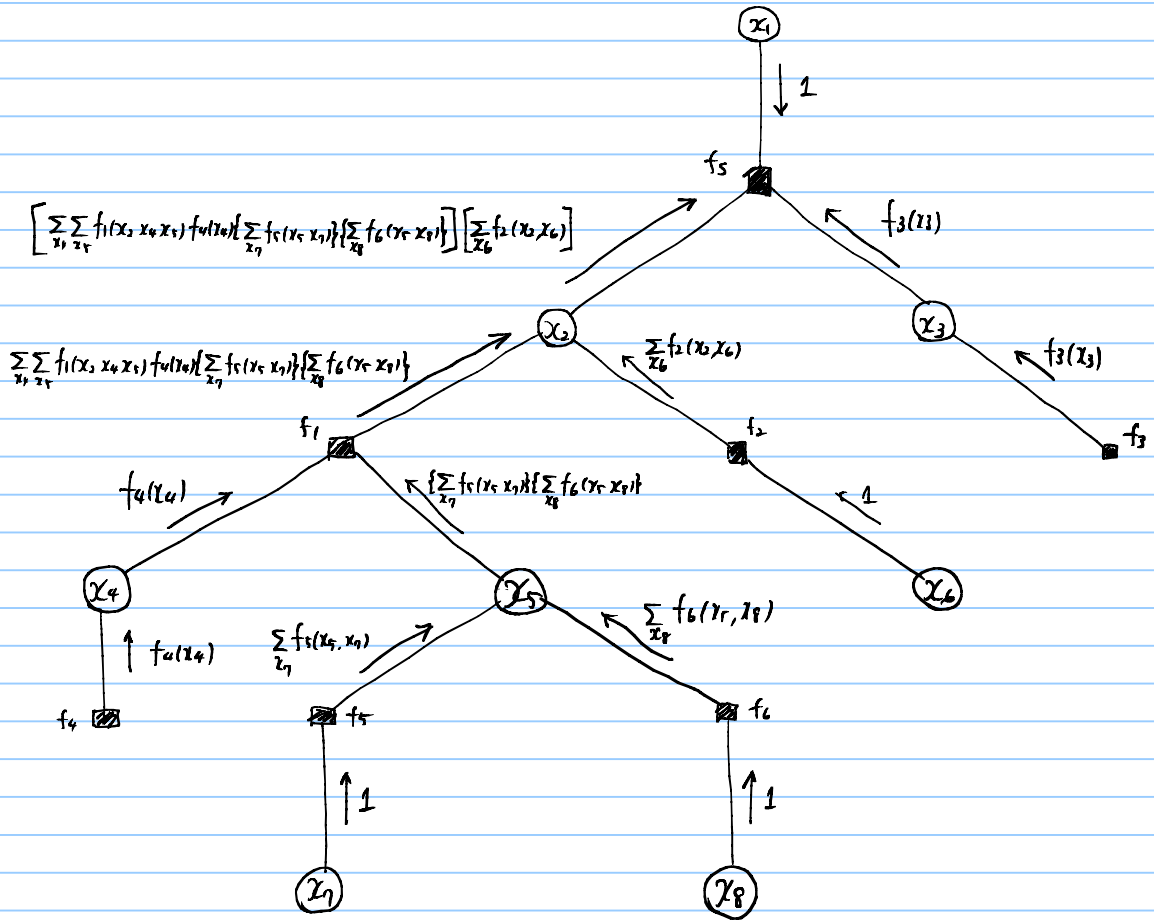 x₁
1
f₅
[∑x₁ ∑x₅ f₁(x₂ x₄ x₅) f₄(x₄){∑x₇ f₅(x₅ x₇)}{∑x₈ f₆(x₅ x₈)}][∑x₆ f₂(x₂,x₆)]
f₃(x₃)
x₂
x₃
∑x₁ ∑x₅ f₁(x₂ x₄ x₅) f₄(x₄){∑x₇ f₅(x₅ x₇)}{∑x₈ f₆(x₅ x₈)}
∑x₆ f₂(x₂,x₆)
f₃(x₃)
f₁
f₂
f₃
f₄(x₄)
{∑x₇ f₅(x₅ x₇)}{∑x₈ f₆(x₅ x₈)}
1
x₄
x₅
x₆
f₄(x₄)
∑x₇ f₅(x₅, x₇)
∑x₈ f₆(x₅, x₈)
f₄
f₅
f₆
1
1
x₇
x₈